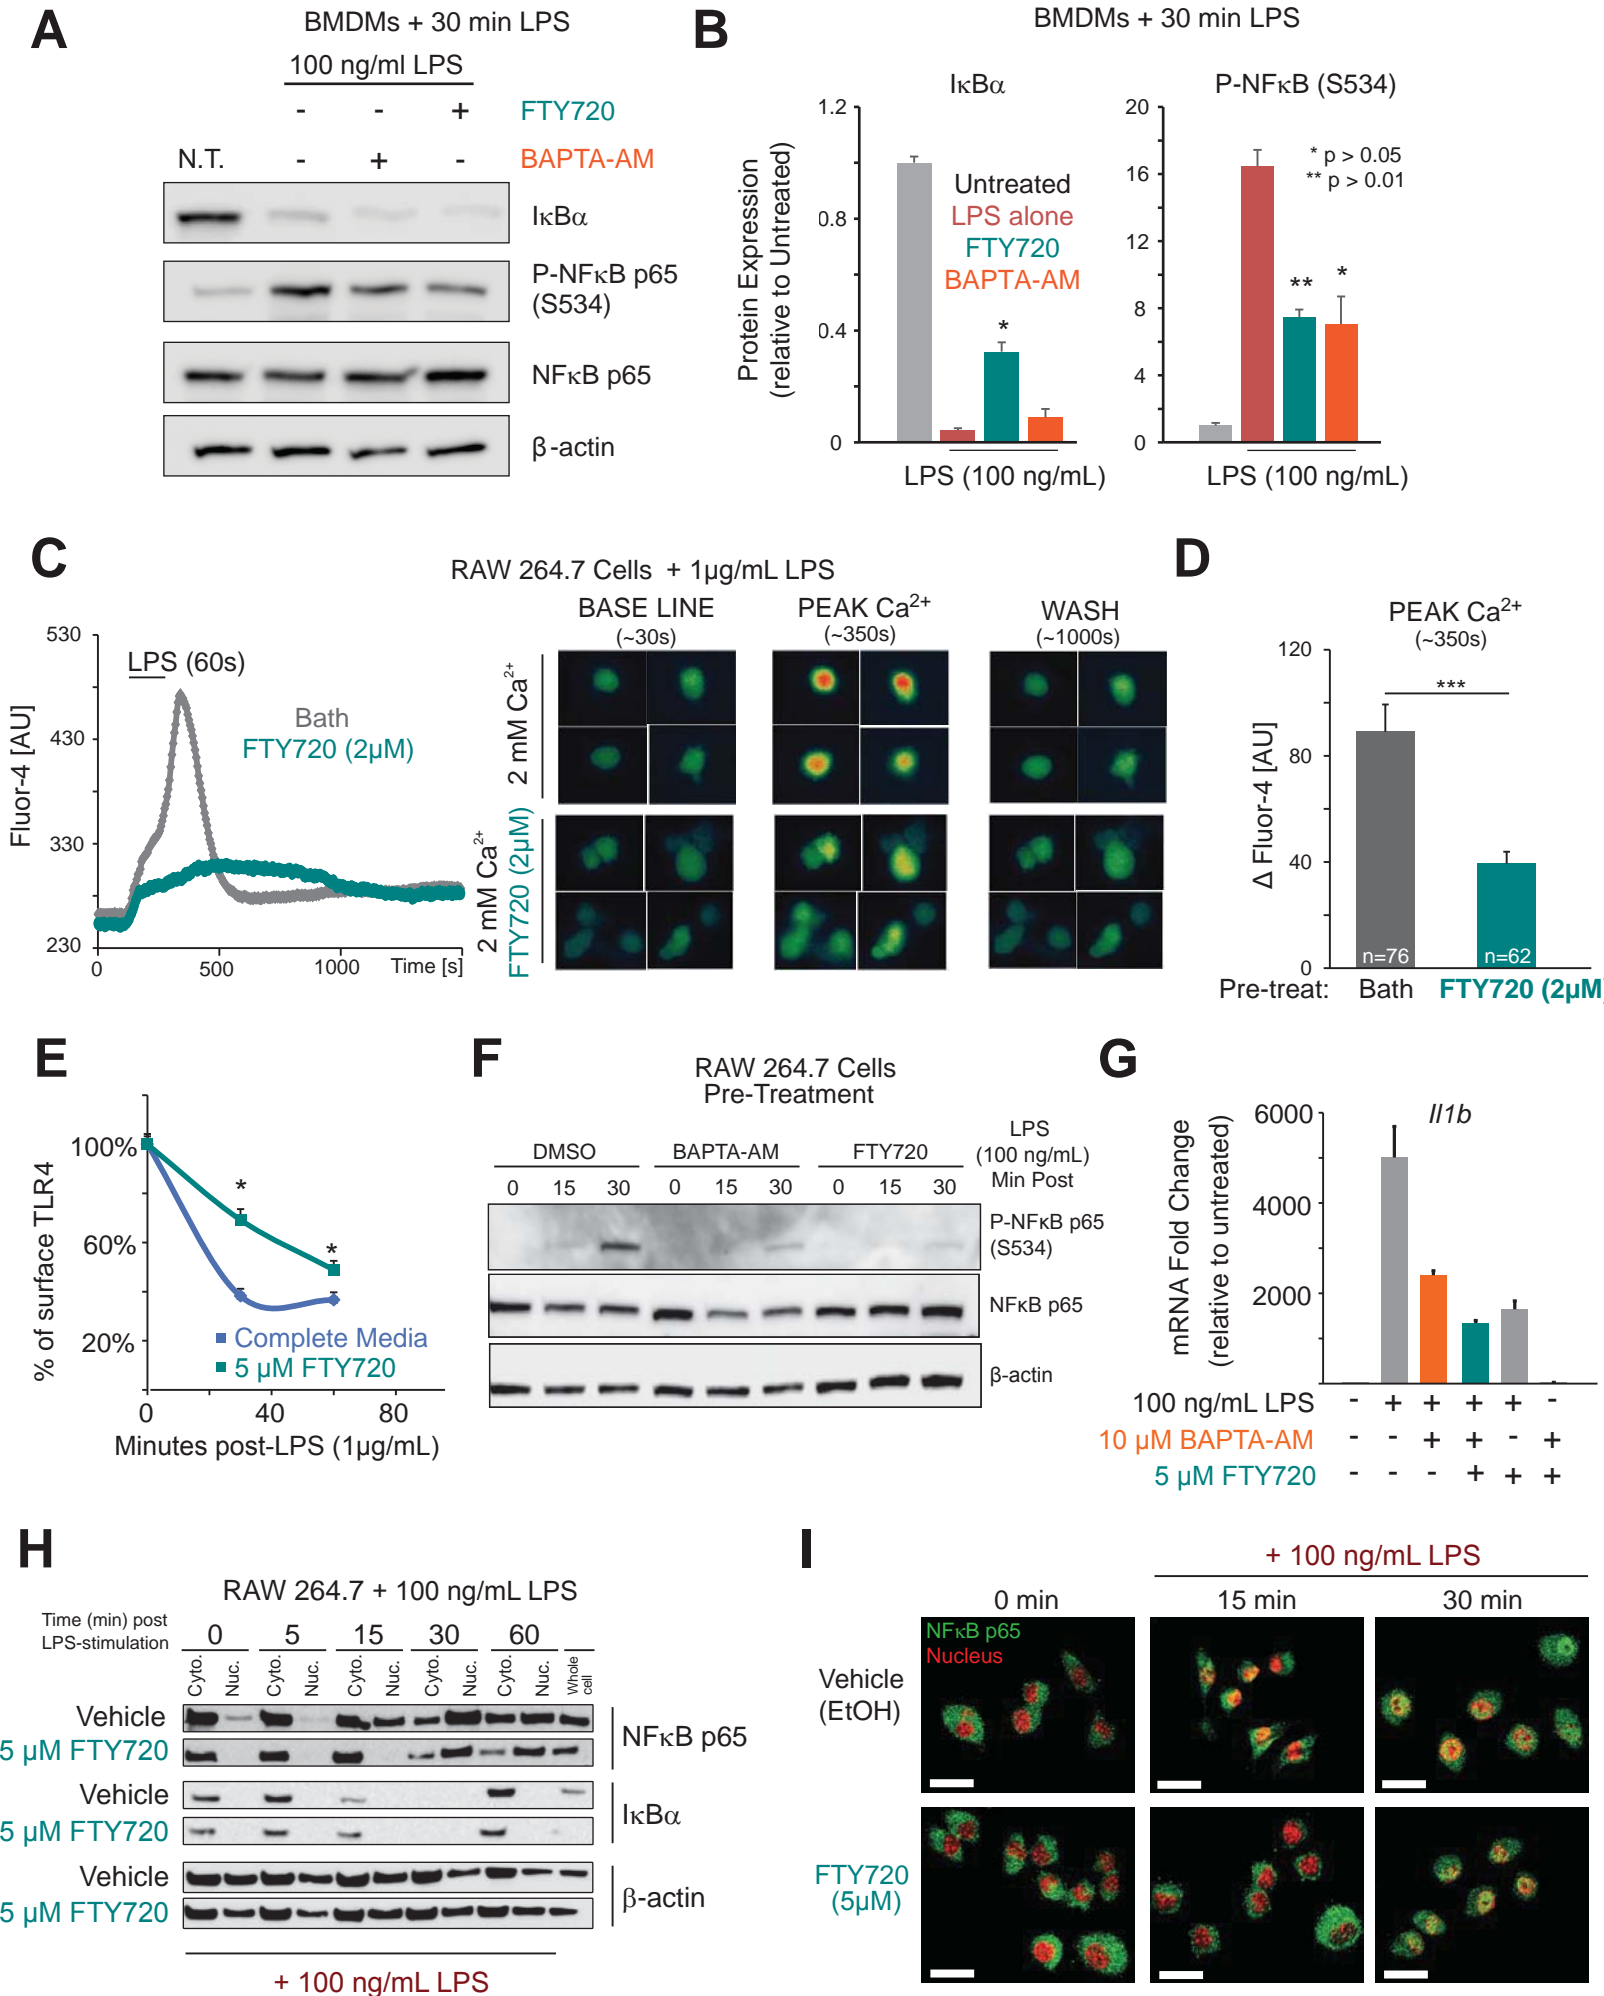 A
BMDMs + 30 min LPS
100 ng/ml LPS
- - + FTY720
N.T. - + - BAPTA-AM
IκBα
P-NFκB p65
(S534)
NFκB p65
β-actin
B
BMDMs + 30 min LPS
IκBα
P-NFκB (S534)
Protein Expression
(relative to Untreated)
1.2
0.8
0.4
0
Untreated
LPS alone
FTY720
BAPTA-AM
*
LPS (100 ng/mL)
20
16
12
8
4
0
* p > 0.05
** p > 0.01
**
*
LPS (100 ng/mL)
C
RAW 264.7 Cells + 1µg/mL LPS
Fluor-4 [AU]
530
430
330
230
LPS (60s)
Bath
FTY720 (2µM)
0 500 1000 Time [s]
BASE LINE
(~30s)
PEAK Ca2+
(~350s)
WASH
(~1000s)
2 mM Ca2+
2 mM Ca2+
FTY720 (2µM)
D
PEAK Ca2+
(~350s)
Δ Fluor-4 [AU]
120
80
40
0
***
n=76 n=62
Pre-treat: Bath FTY720 (2µM)
E
% of surface TLR4
100%
60%
20%
*
*
Complete Media
5 µM FTY720
0 40 80
Minutes post-LPS (1µg/mL)
F
RAW 264.7 Cells
Pre-Treatment
DMSO BAPTA-AM FTY720
LPS
(100 ng/mL)
Min Post
0 15 30 0 15 30 0 15 30
P-NFκB p65
(S534)
NFκB p65
β-actin
G
Il1b
mRNA Fold Change
(relative to untreated)
6000
4000
2000
100 ng/mL LPS - + + + + -
10 µM BAPTA-AM - - + + - +
5 µM FTY720 - - - + + +
H
RAW 264.7 + 100 ng/mL LPS
Time (min) post
LPS-stimulation
0 5 15 30 60
Cyto. Nuc. Cyto. Nuc. Cyto. Nuc. Cyto. Nuc. Cyto. Nuc. Whole cell
Vehicle
5 µM FTY720
NFκB p65
Vehicle
5 µM FTY720
IκBα
Vehicle
5 µM FTY720
β-actin
+ 100 ng/mL LPS
I
+ 100 ng/mL LPS
0 min 15 min 30 min
NFκB p65
Nucleus
Vehicle
(EtOH)
FTY720
(5µM)